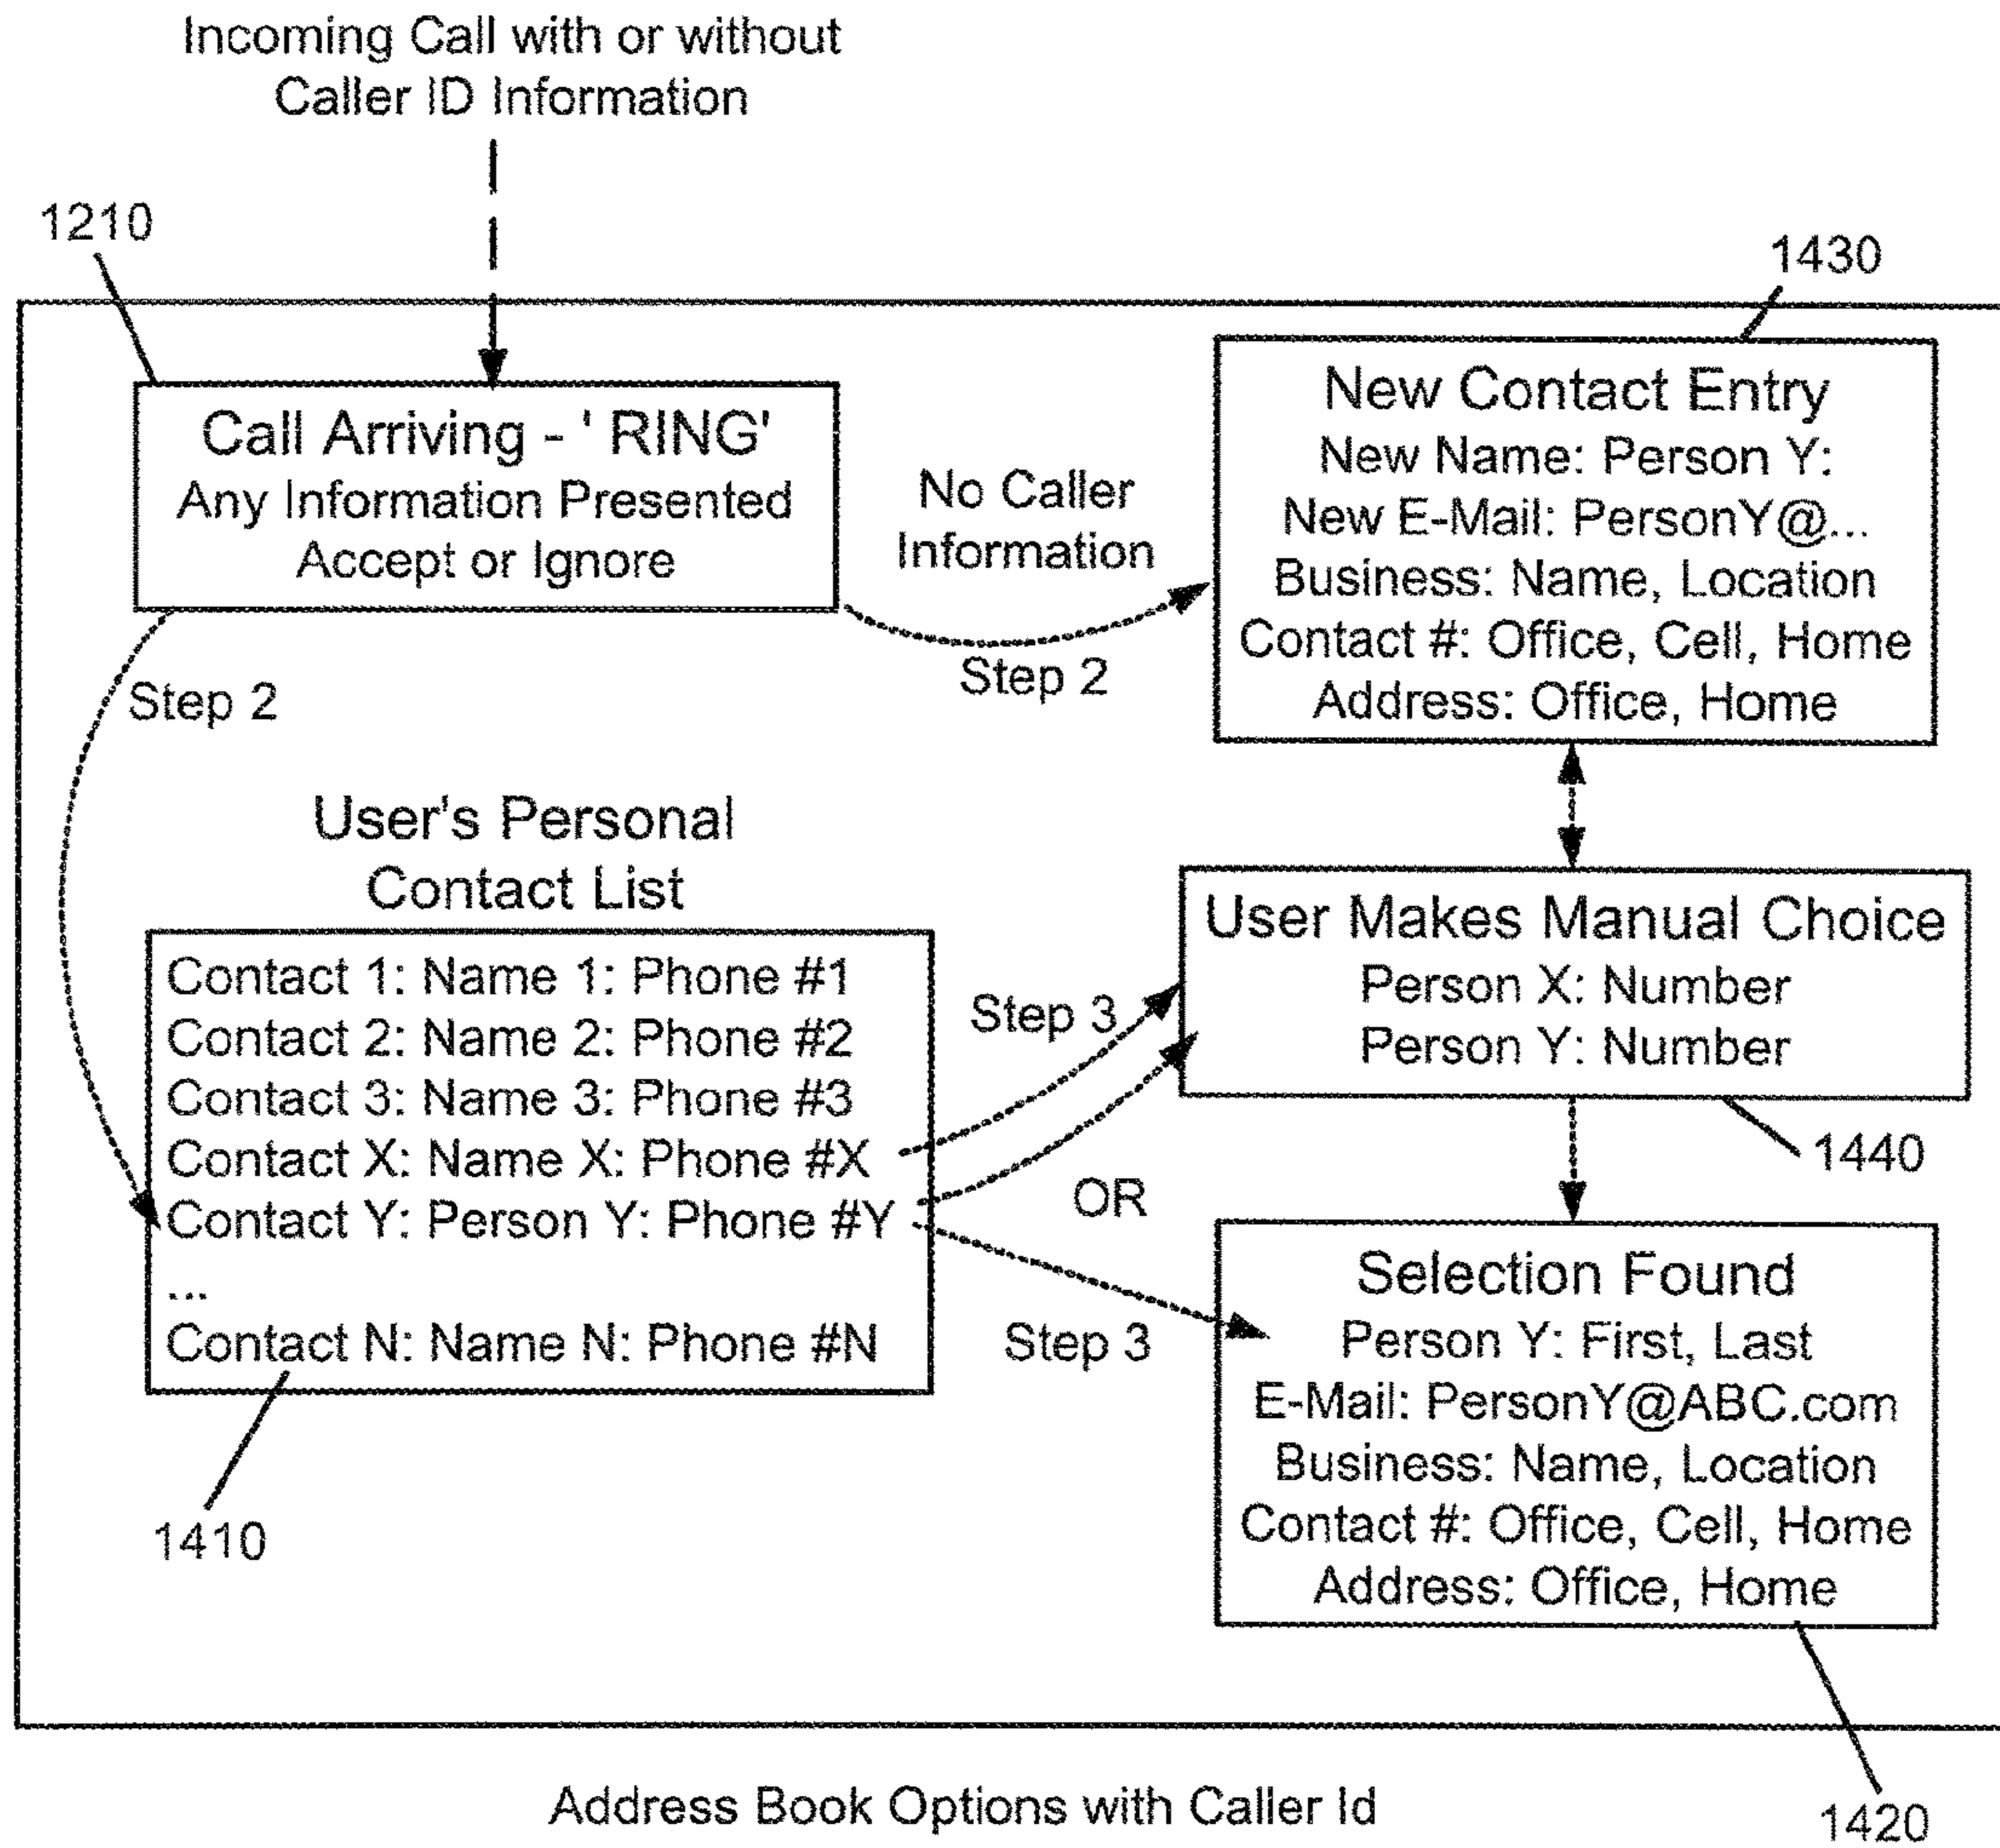 Incoming Call with or without
Caller ID Information
1210
1430
Call Arriving - ' RING'
Any Information Presented
Accept or Ignore
No Caller
Information
Step 2
New Contact Entry
New Name: Person Y:
New E-Mail: PersonY@...
Business: Name, Location
Contact #: Office, Cell, Home
Address: Office, Home
Step 2
User's Personal
Contact List
Contact 1: Name 1: Phone #1
Contact 2: Name 2: Phone #2
Contact 3: Name 3: Phone #3
Contact X: Name X: Phone #X
Contact Y: Person Y: Phone #Y
...
Contact N: Name N: Phone #N
1410
Step 3
OR
Step 3
User Makes Manual Choice
Person X: Number
Person Y: Number
1440
Selection Found
Person Y: First, Last
E-Mail: PersonY@ABC.com
Business: Name, Location
Contact #: Office, Cell, Home
Address: Office, Home
1420
Address Book Options with Caller Id